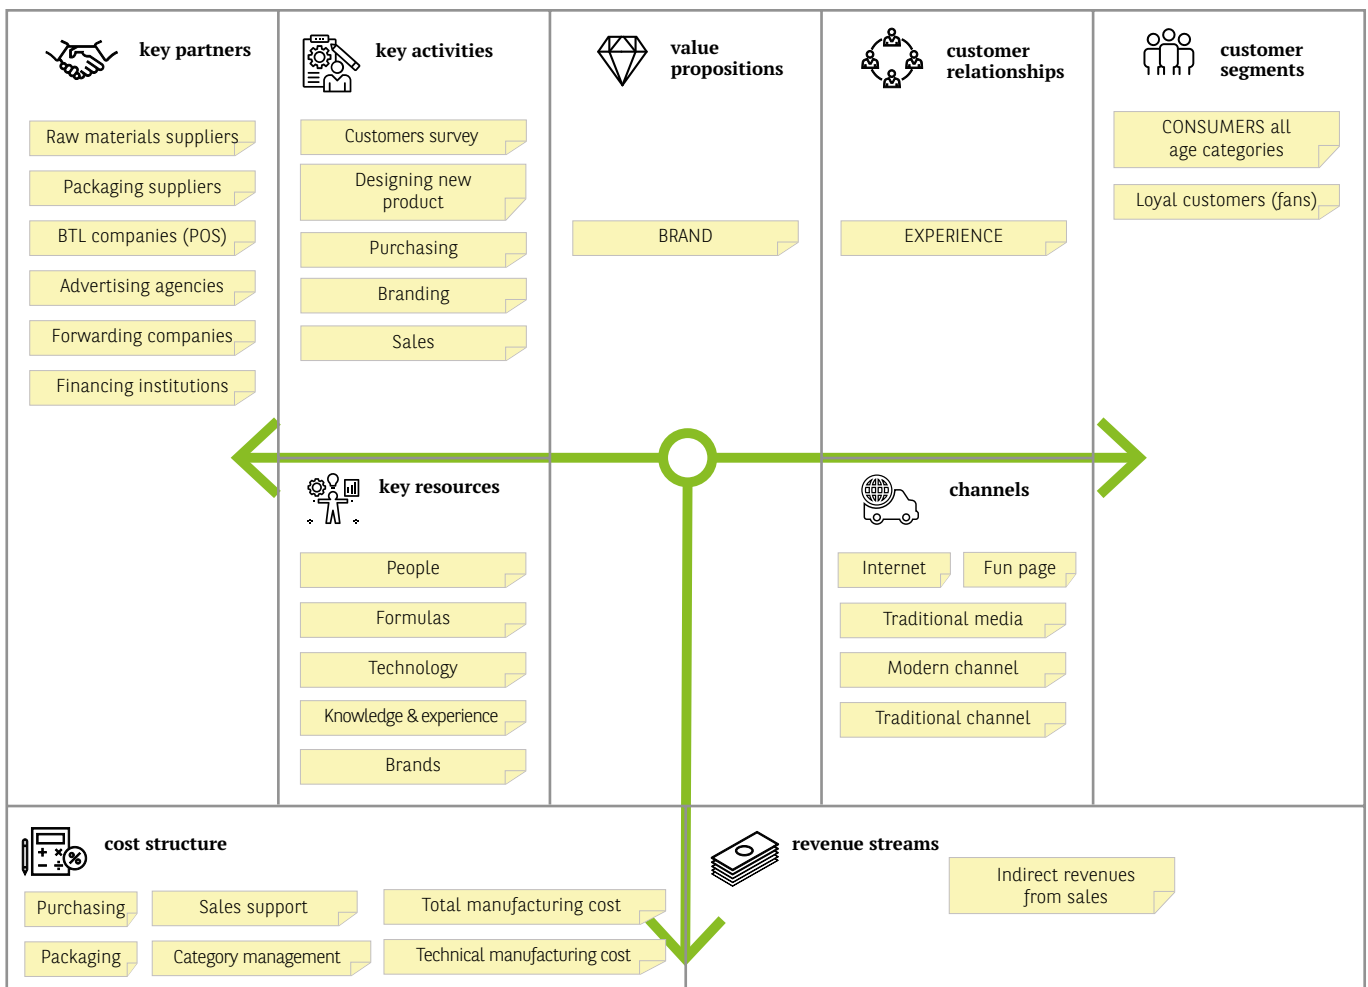 key partners
Raw materials suppliers
Packaging suppliers
BTL companies (POS)
Advertising agencies
Forwarding companies
Financing institutions
key activities
Customers survey
Designing new
product
Purchasing
Branding
Sales
key resources
People
Formulas
Technology
Knowledge & experience
Brands
value
propositions
BRAND
customer
relationships
EXPERIENCE
channels
Internet
Fun page
Traditional media
Modern channel
Traditional channel
customer
segments
CONSUMERS all
age categories
Loyal customers (fans)
cost structure
Purchasing
Sales support
Total manufacturing cost
Packaging
Category management
Technical manufacturing cost
revenue streams
Indirect revenues
from sales